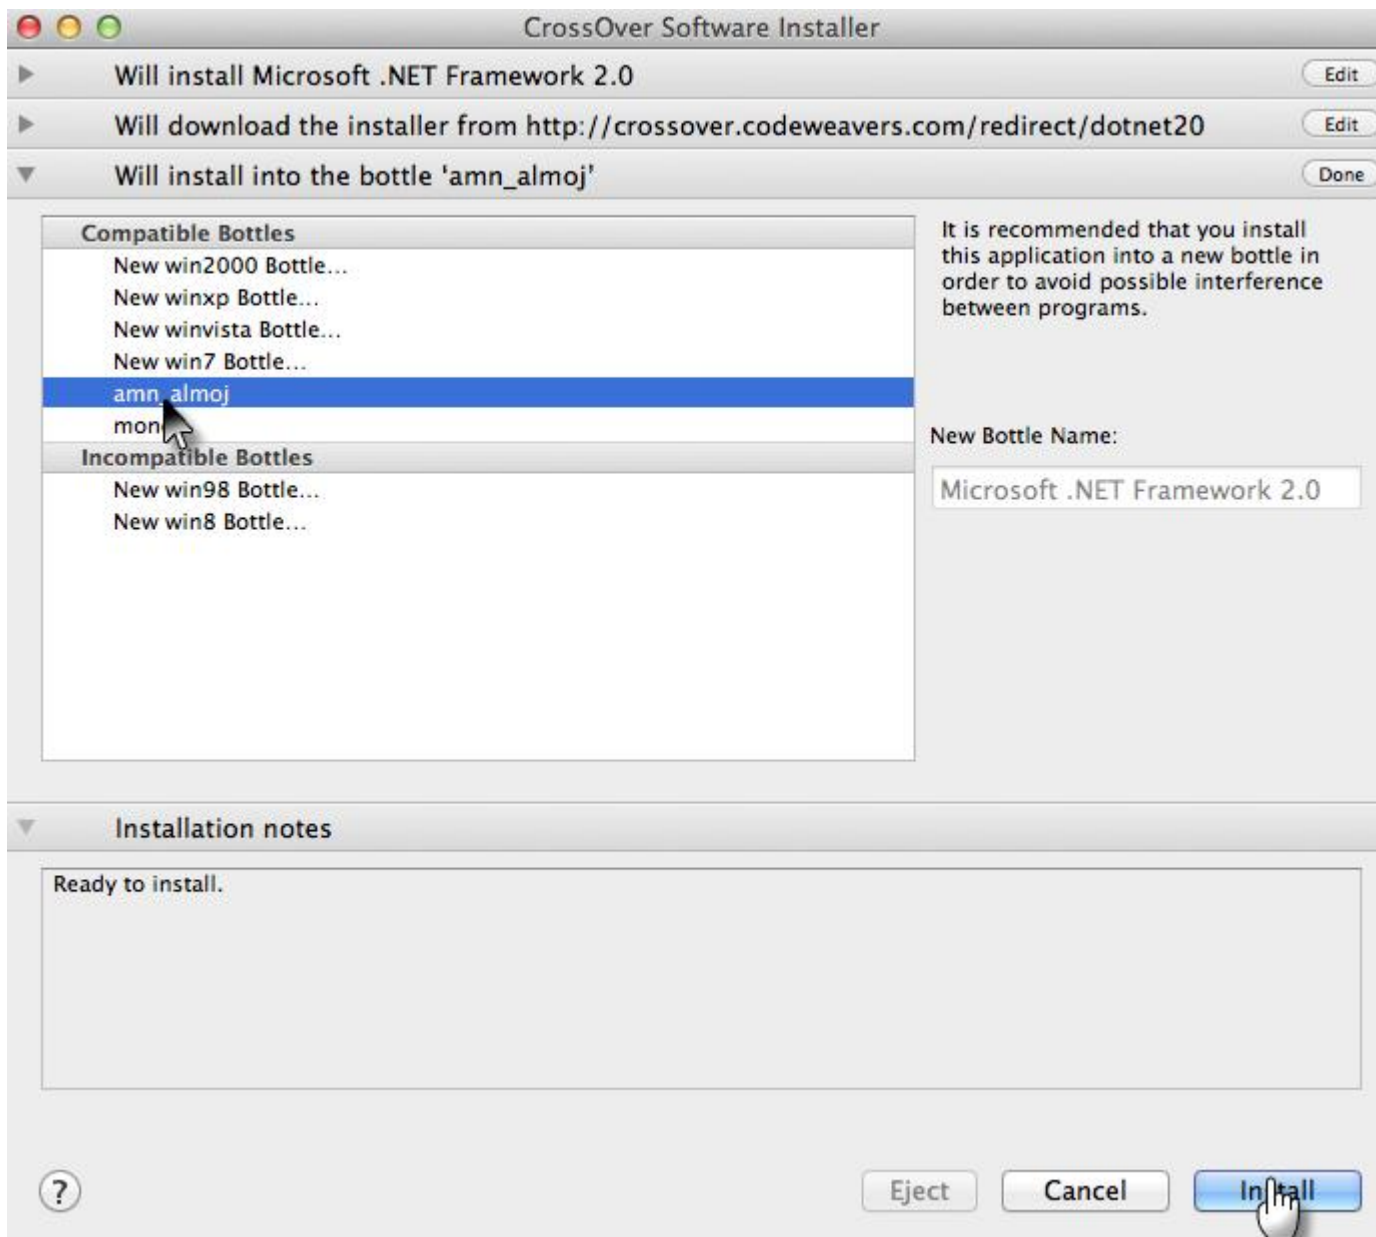 CrossOver Software Installer
Will install Microsoft .NET Framework 2.0
Edit
Will download the installer from http://crossover.codeweavers.com/redirect/dotnet20
Edit
Will install into the bottle 'amn_almoj'
Done
Compatible Bottles
New win2000 Bottle...
New winxp Bottle...
New winvista Bottle...
New win7 Bottle...
amn_almoj
Incompatible Bottles
New win98 Bottle...
New win8 Bottle...
It is recommended that you install
this application into a new bottle in
order to avoid possible interference
between programs.
New Bottle Name:
Microsoft .NET Framework 2.0
Installation notes
Ready to install.
?
Eject
Cancel
Install